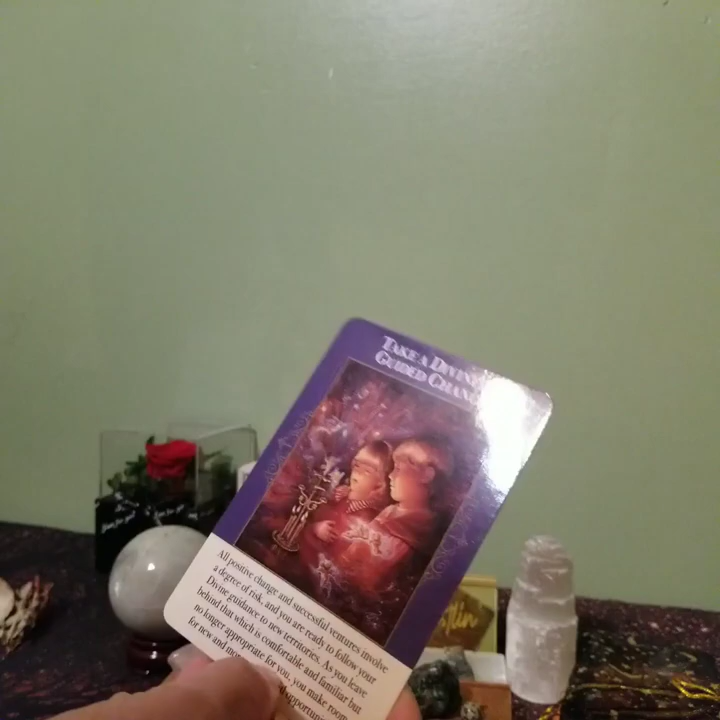 TAKE A DIVINE
GUIDED
All positive change and successful ventures involve
a degree of risk, and you are ready to follow your
Divine guidance to new territories. As you leave
behind that which is comfortable and familiar but
no longer appropriate for you, you make room
for new and